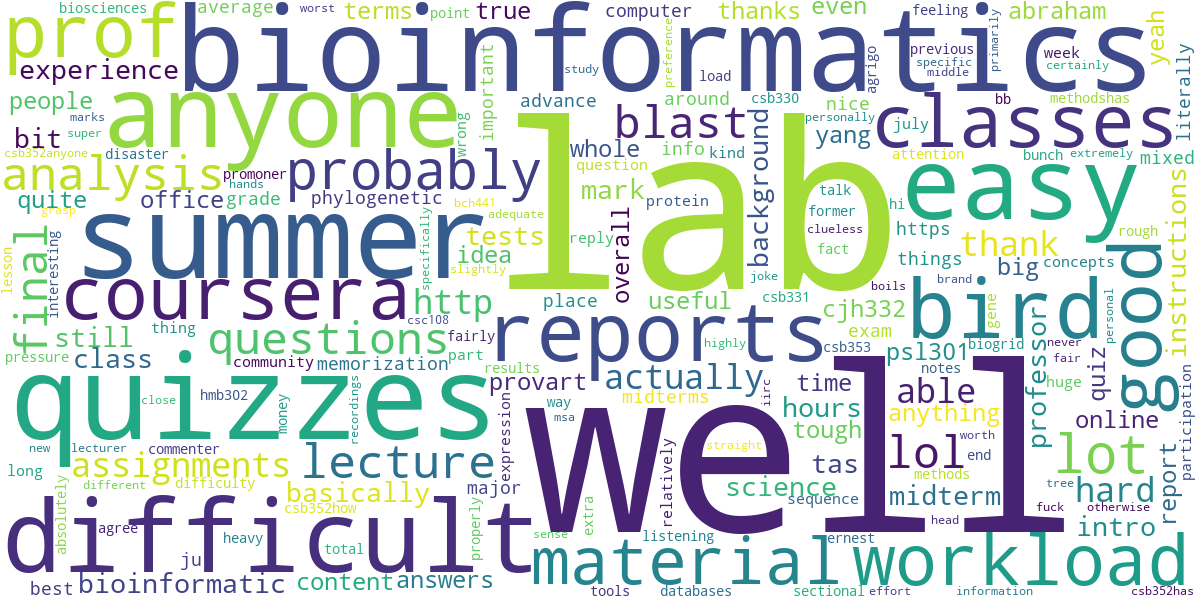 biosciences
average
worst
terms
point
true
computer
thanks
even
feeling
abraham
prof
bioinformatics
experience
preference
previous
specific
middle
primarily
week
certainly
yeah
literally
study
load
agrigo
people
marks
super
bit
anyone
important
wrong
advance
blast
around
csb330
nice
personally
yang
july
classes
bb
methodshas
csb352anyone
disaster
analysis
hands
promoner
probably
whole
info
kind
background
question
attention
bunch
extremely
mixed
quite
grasp
office
grade
phylogenetic
bch441
adequate
mark
protein
talk
former
clueless
fact
hi
easy
https
rough
lesson
final
interesting
summer
specifically
tests
idea
slightly
reply
overall
lab
joke
things
thank
big
concepts
instructions
still
thing
coursera
http
csc108
place
useful
csb331
cjh332
boils
brand
bird
gene
personal
good
pressure
class
questions
community
memorization
fairly
part
results
reports
highly
exam
csb353
psl301
biogrid
never
fair
notes
professor
quiz
huge
participation
quizzes
close
hmb302
money
recordings
provart
way
msa
actually
midterms
iirc
time
hours
tough
able
anything
online
new
lecturer
commenter
long
assignments
different
difficulty
lecture
expression
well
straight
relatively
tas
lol
worth
end
methods
lot
report
absolutely
basically
csb352how
major
science
sequence
midterm
head
tree
hard
fuck
otherwise
intro
difficult
agree
heavy
total
properly
sense
extra
listening
ernest
ju
best
bioinformatic
content
answers
material
tools
databases
sectional
workload
effort
information
csb352has